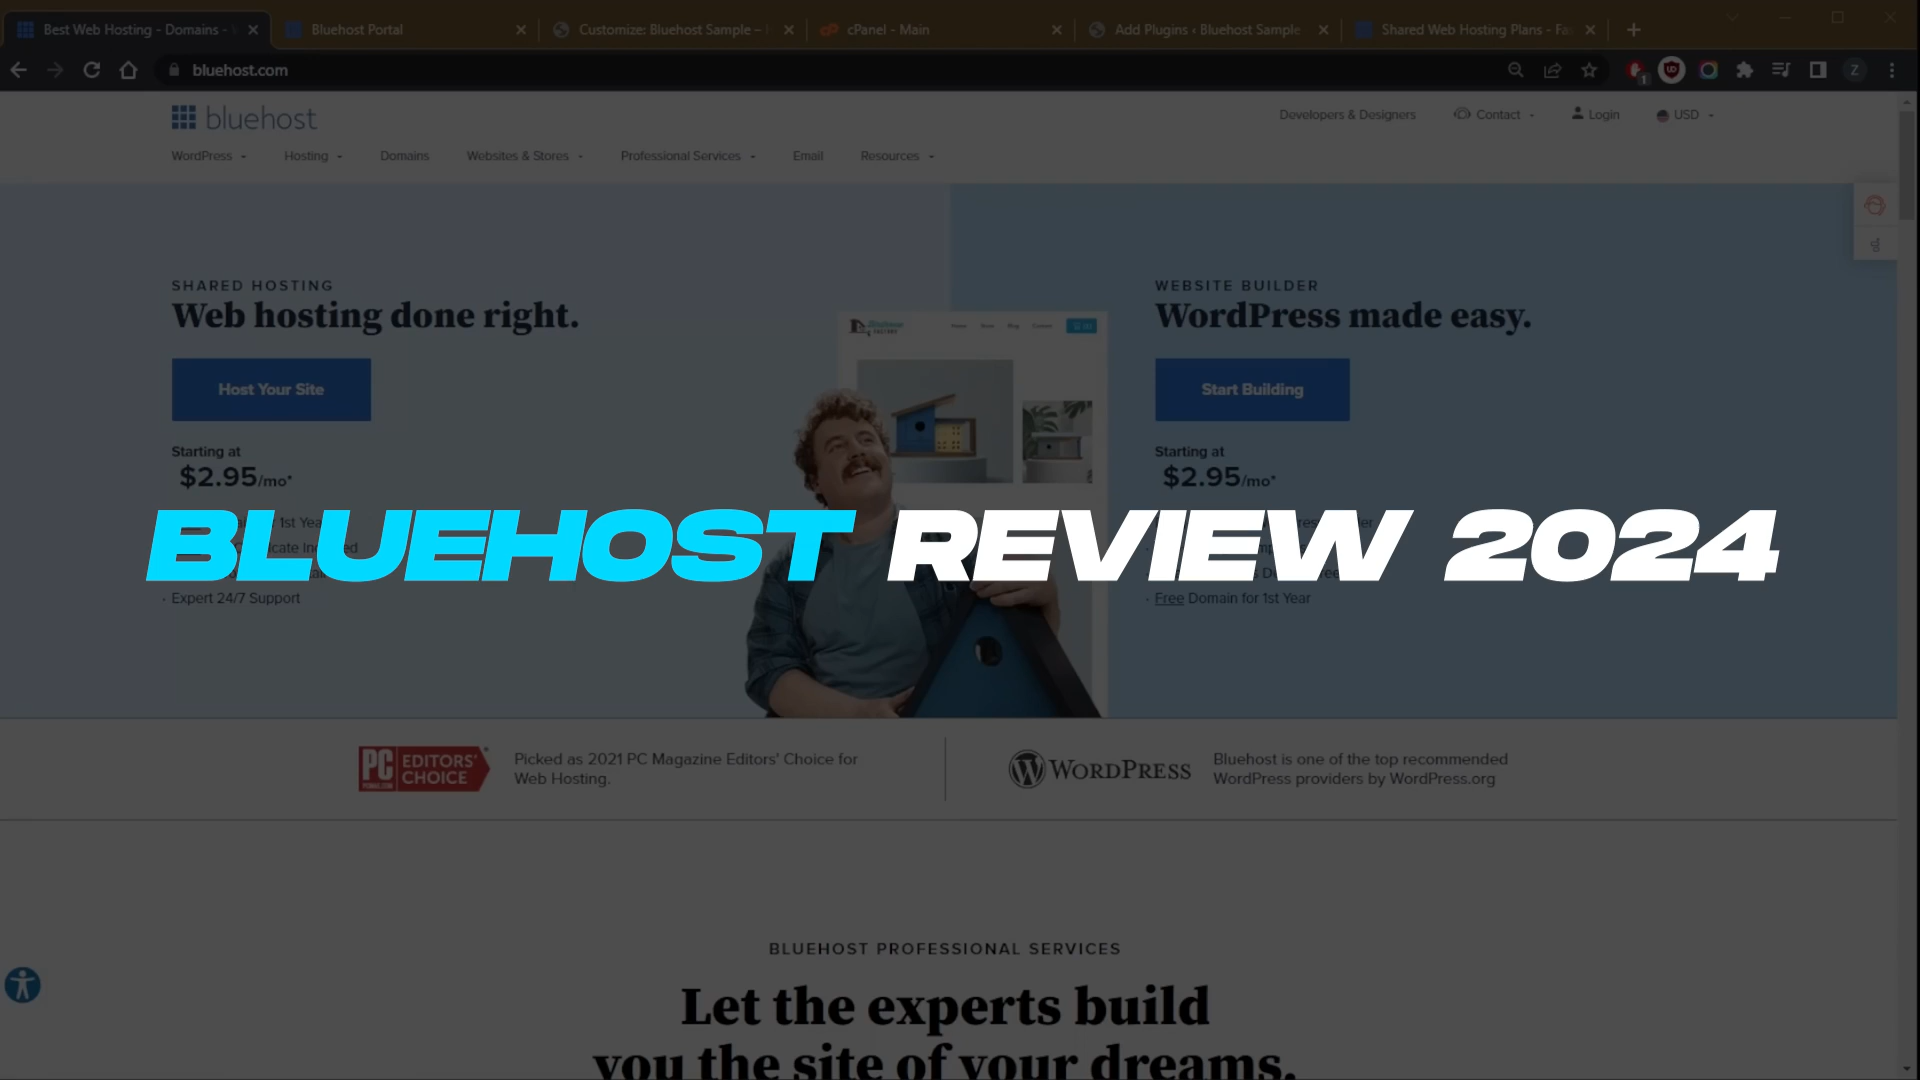 Best Web Hosting - Domains -
Bluehost Portal
Customize: Bluehost Sample –
cPanel - Main
Add Plugins ‹ Bluehost Sample
Shared Web Hosting Plans - Fa
bluehost.com
1
Z
bluehost
Developers & Designers
Contact
Login
USD
WordPress
Hosting
Domains
Websites & Stores
Professional Services
Email
Resources
SHARED HOSTING
Web hosting done right.
Host Your Site
Starting at
$2.95/mo*
WEBSITE BUILDER
WordPress made easy.
Start Building
Starting at
$2.95/mo*
BLUEHOST REVIEW 2024
1st Yea
Expert 24/7 Support
Free Domain for 1st Year
PC EDITORS' CHOICE
Picked as 2021 PC Magazine Editors' Choice for
Web Hosting.
WORDPRESS
Bluehost is one of the top recommended
WordPress providers by WordPress.org
BLUEHOST PROFESSIONAL SERVICES
Let the experts build
you the site of your dreams.